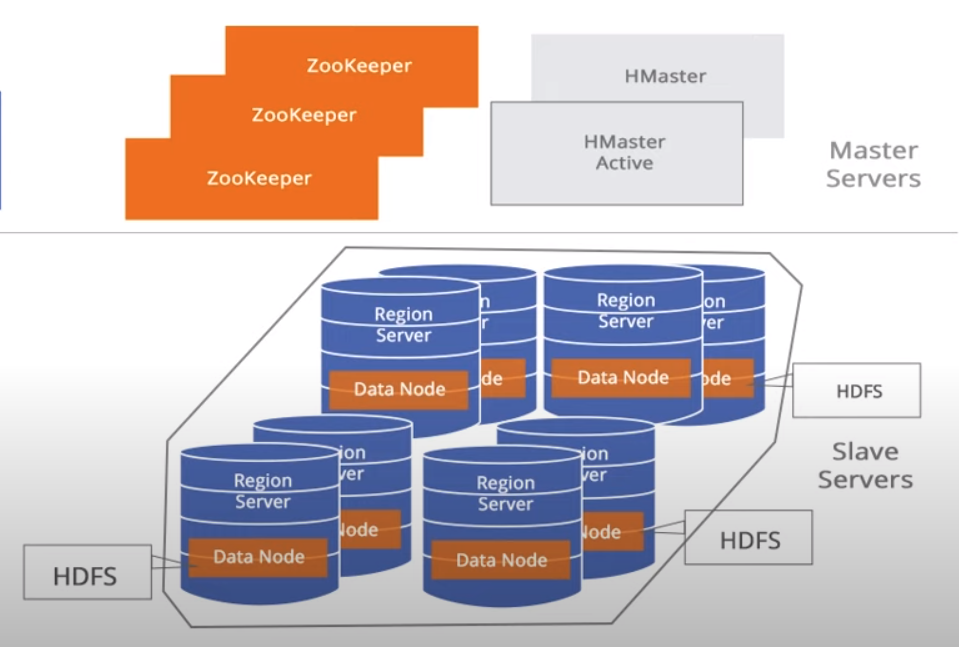 ZooKeeper
ZooKeeper
ZooKeeper
HMaster
HMaster
Active
Master
Servers
Region
Server
Data Node
Region
Server
Data Node
HDFS
Slave
Servers
Region
Server
Data Node
Region
Server
Data Node
HDFS
HDFS